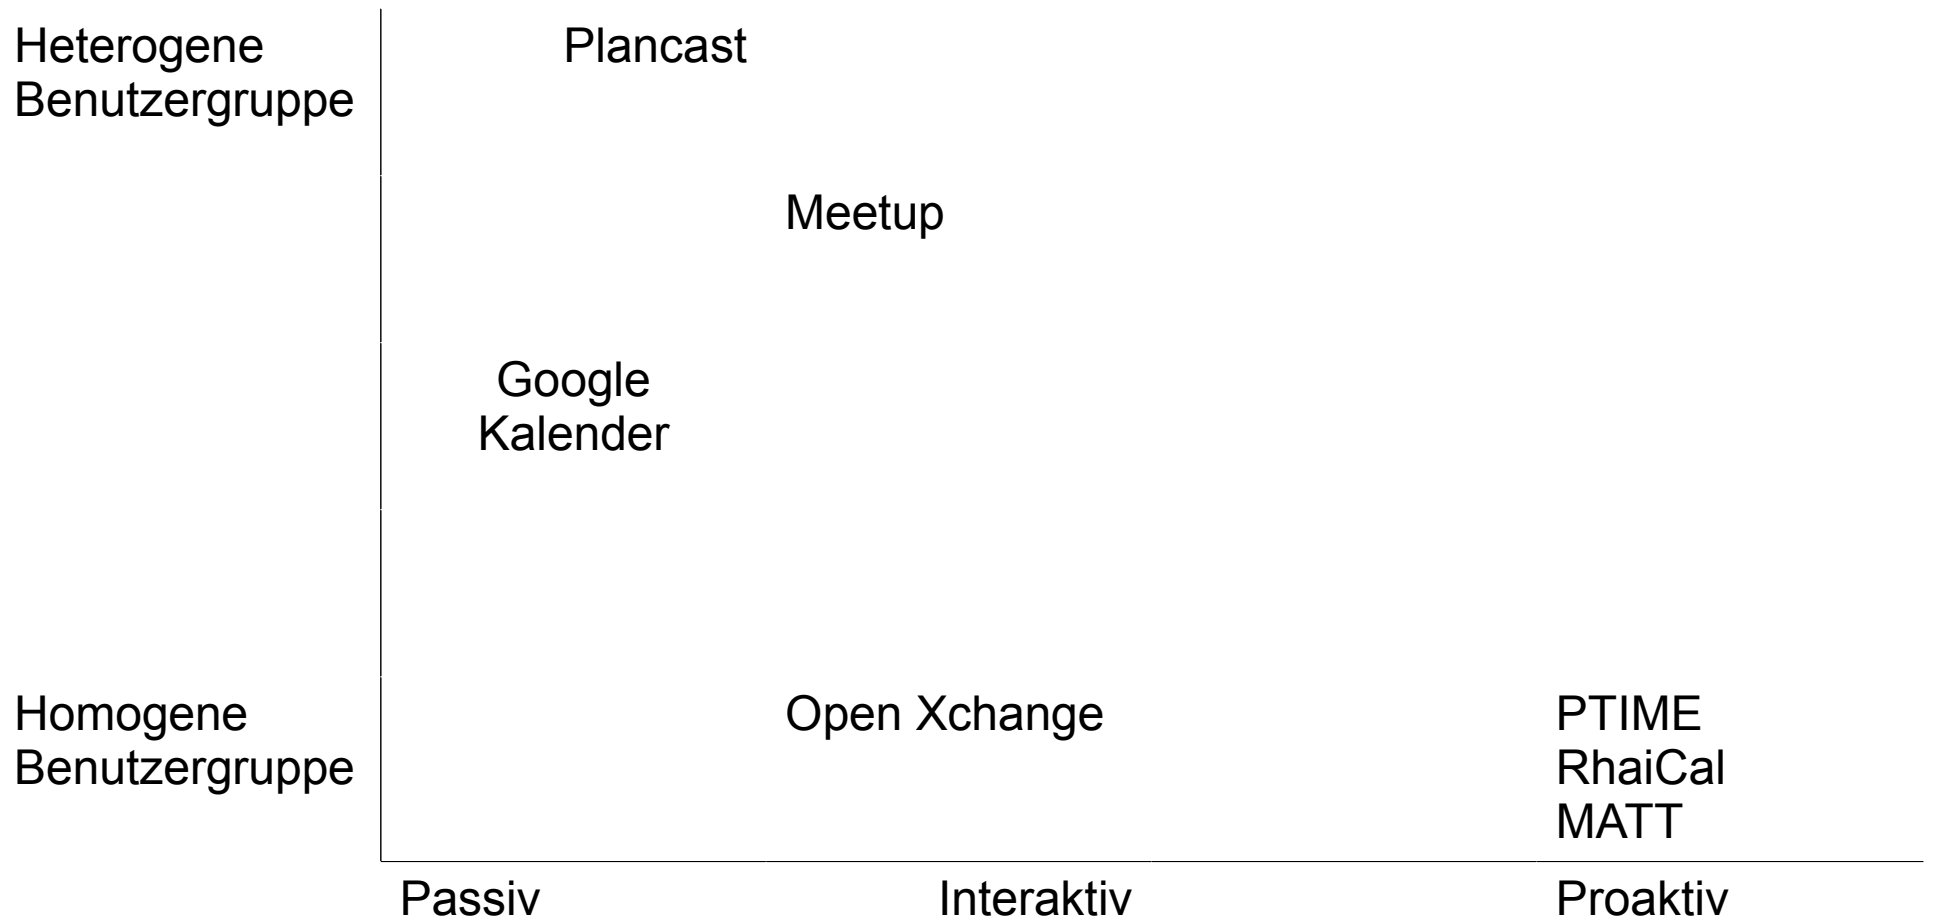 Heterogene
Benutzergruppe
Plancast
Meetup
Google
Kalender
Homogene
Benutzergruppe
Open Xchange
PTIME
RhaiCal
MATT
Passiv
Interaktiv
Proaktiv